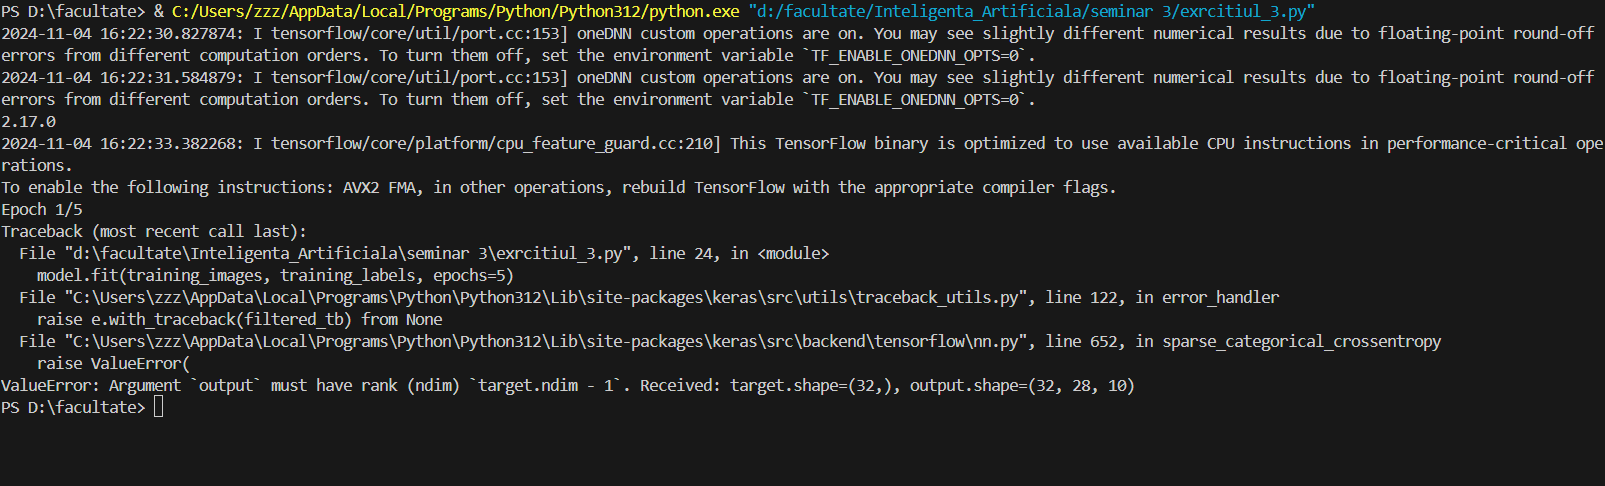 PS D:\facultate> & C:/Users/zzz/AppData/Local/Programs/Python/Python312/python.exe "d:/facultate/Inteligenta_Artificiala/seminar 3/exrcitiul_3.py"
2024-11-04 16:22:30.827874: I tensorflow/core/util/port.cc:153] oneDNN custom operations are on. You may see slightly different numerical results due to floating-point round-off
errors from different computation orders. To turn them off, set the environment variable `TF_ENABLE_ONEDNN_OPTS=0`.
2024-11-04 16:22:31.584879: I tensorflow/core/util/port.cc:153] oneDNN custom operations are on. You may see slightly different numerical results due to floating-point round-off
errors from different computation orders. To turn them off, set the environment variable `TF_ENABLE_ONEDNN_OPTS=0`.
2.17.0
2024-11-04 16:22:33.382268: I tensorflow/core/platform/cpu_feature_guard.cc:210] This TensorFlow binary is optimized to use available CPU instructions in performance-critical ope
rations.
To enable the following instructions: AVX2 FMA, in other operations, rebuild TensorFlow with the appropriate compiler flags.
Epoch 1/5
Traceback (most recent call last):
  File "d:\facultate\Inteligenta_Artificiala\seminar 3\exrcitiul_3.py", line 24, in <module>
    model.fit(training_images, training_labels, epochs=5)
  File "C:\Users\zzz\AppData\Local\Programs\Python\Python312\Lib\site-packages\keras\src\utils\traceback_utils.py", line 122, in error_handler
    raise e.with_traceback(filtered_tb) from None
  File "C:\Users\zzz\AppData\Local\Programs\Python\Python312\Lib\site-packages\keras\src\backend\tensorflow\nn.py", line 652, in sparse_categorical_crossentropy
    raise ValueError(
ValueError: Argument `output` must have rank (ndim) `target.ndim - 1`. Received: target.shape=(32,), output.shape=(32, 28, 10)
PS D:\facultate>